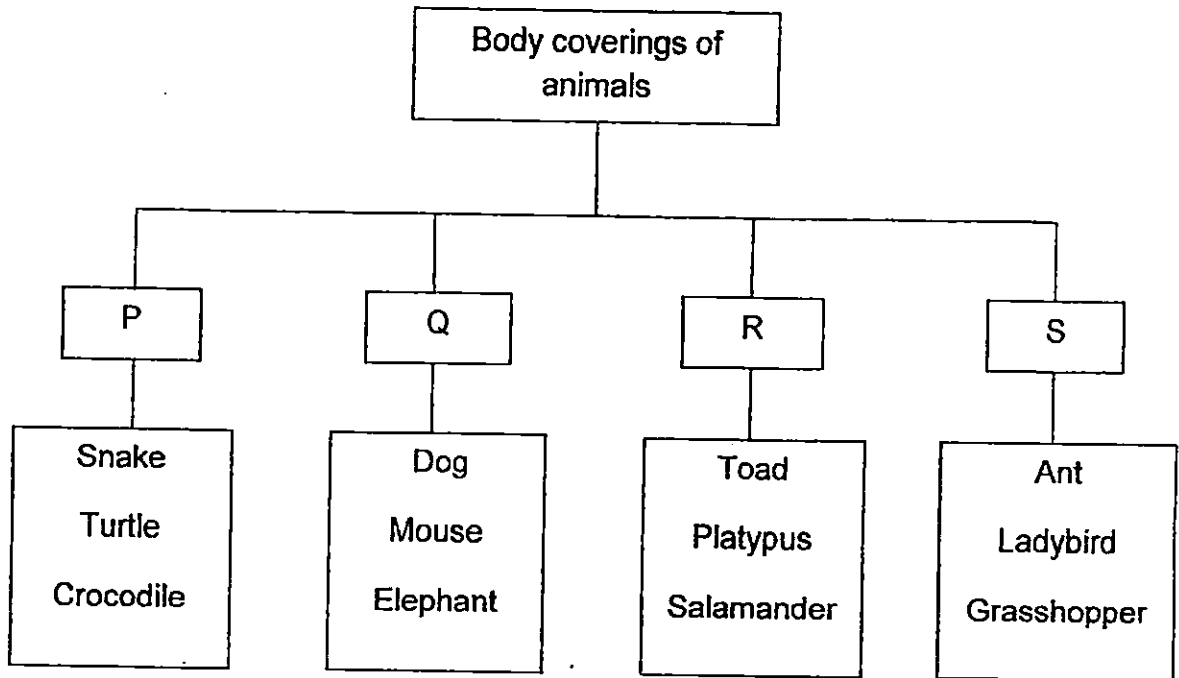 Body coverings of
animals
P
Q
R
S
Snake
Turtle
Crocodile
Dog
Mouse
Elephant
Toad
Platypus
Salamander
Ant
Ladybird
Grasshopper